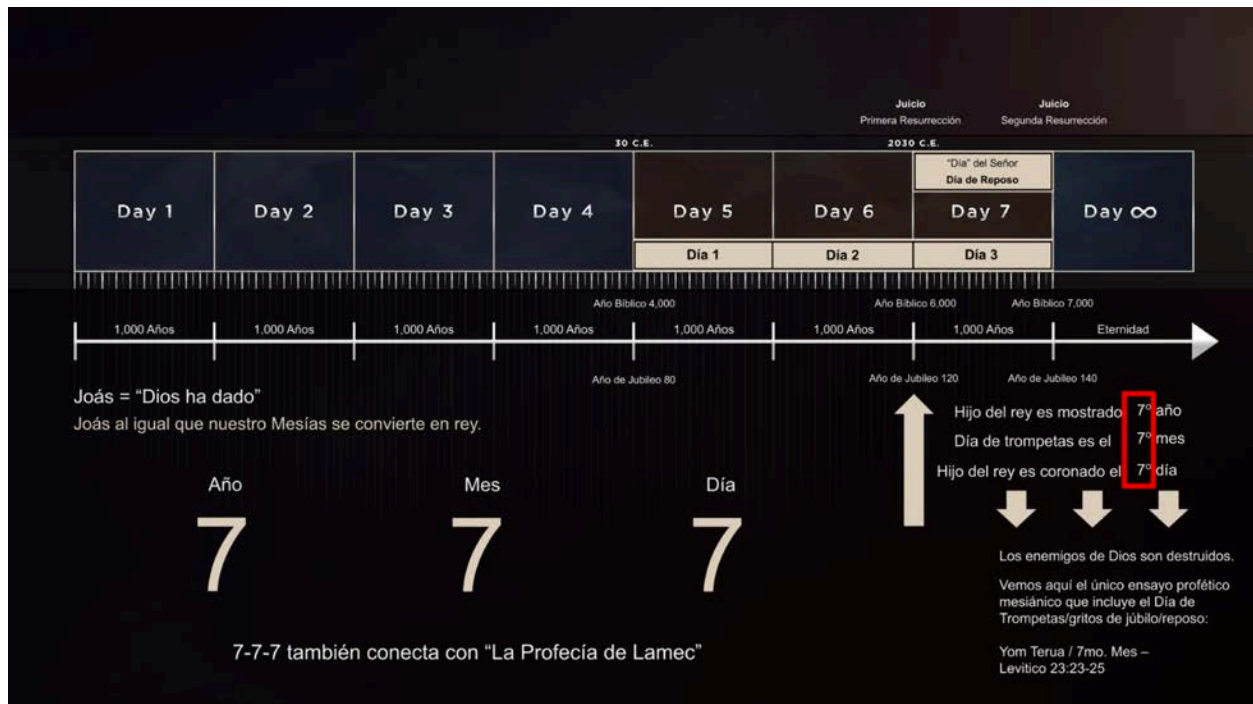 Juicio
Primera Resurrección
Juicio
Segunda Resurrección
30 C.E.
2030 C.E.
"Día" del Señor
Día de Reposo
Day 1
Day 2
Day 3
Day 4
Day 5
Day 6
Day 7
Day ∞
Día 1
Día 2
Día 3
Año Bíblico 4,000
Año Bíblico 6,000
Año Bíblico 7,000
1,000 Años
1,000 Años
1,000 Años
1,000 Años
1,000 Años
1,000 Años
1,000 Años
Eternidad
Año de Jubileo 80
Año de Jubileo 120
Año de Jubileo 140
Joás = "Dios ha dado"
Joás al igual que nuestro Mesías se convierte en rey.
Hijo del rey es mostrado 7º año
Día de trompetas es el 7º mes
Hijo del rey es coronado el 7º día
Año
Mes
Día
7
7
7
Los enemigos de Dios son destruidos.
Vemos aquí el único ensayo profético
mesiánico que incluye el Día de
Trompetas/gritos de júbilo/reposo:
Yom Terua / 7mo. Mes –
Levitico 23:23-25
7-7-7 también conecta con "La Profecía de Lamec"